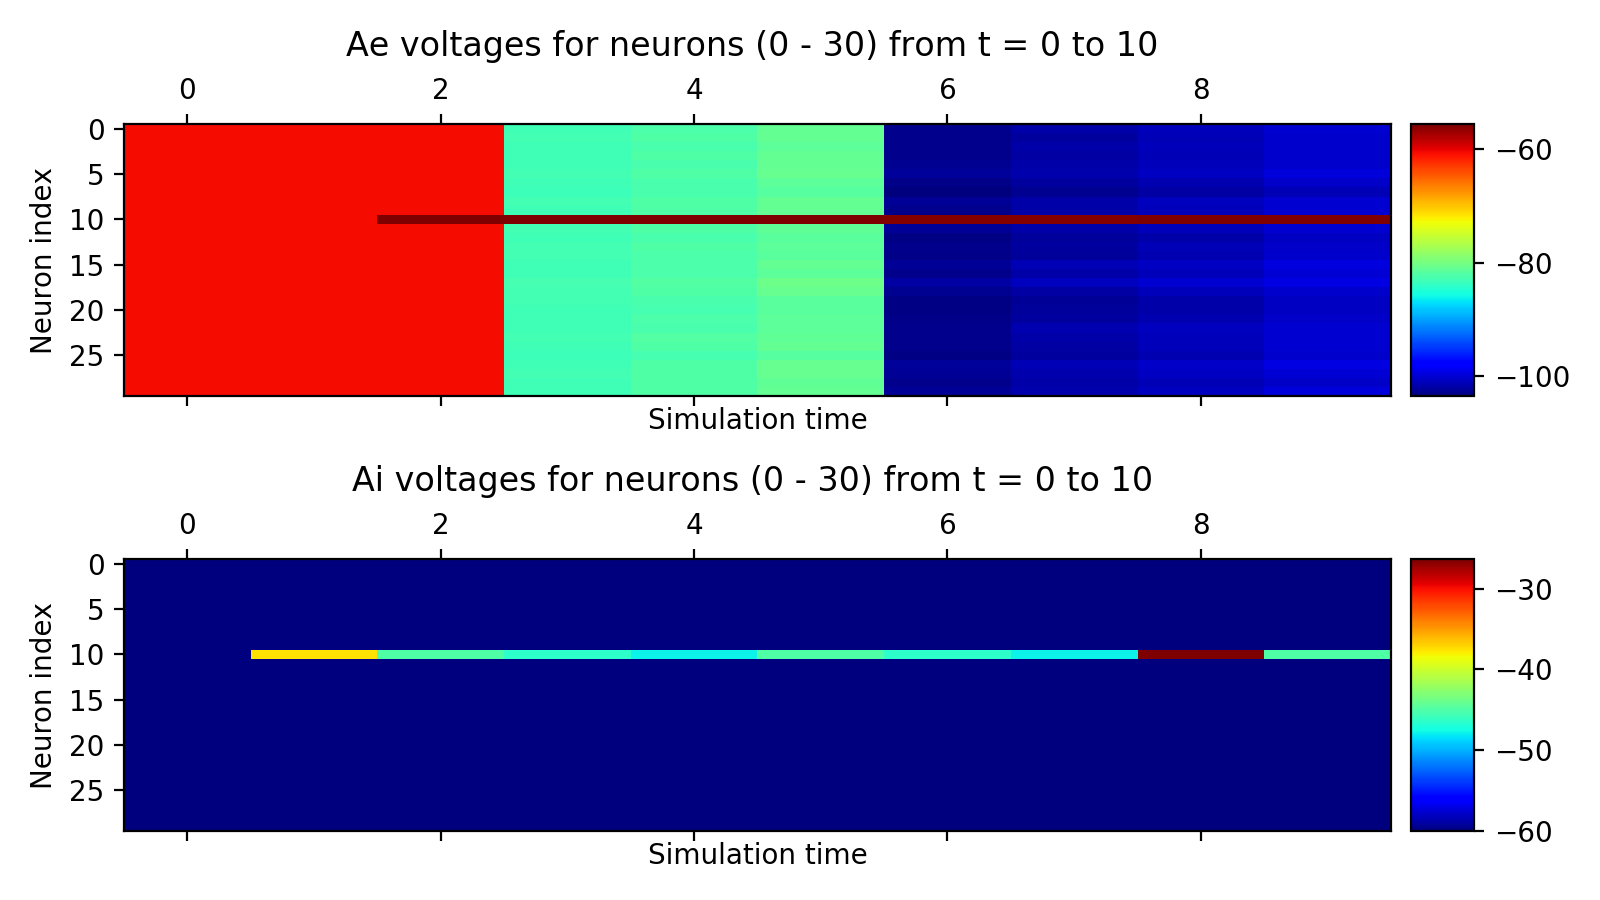 Ae voltages for neurons (0 - 30) from t = 0 to 10
0 2 4 6 8
Neuron index
0
5
10
15
20
25
−60
−80
−100
Simulation time
Ai voltages for neurons (0 - 30) from t = 0 to 10
0 2 4 6 8
Neuron index
0
5
10
15
20
25
−30
−40
−50
−60
Simulation time